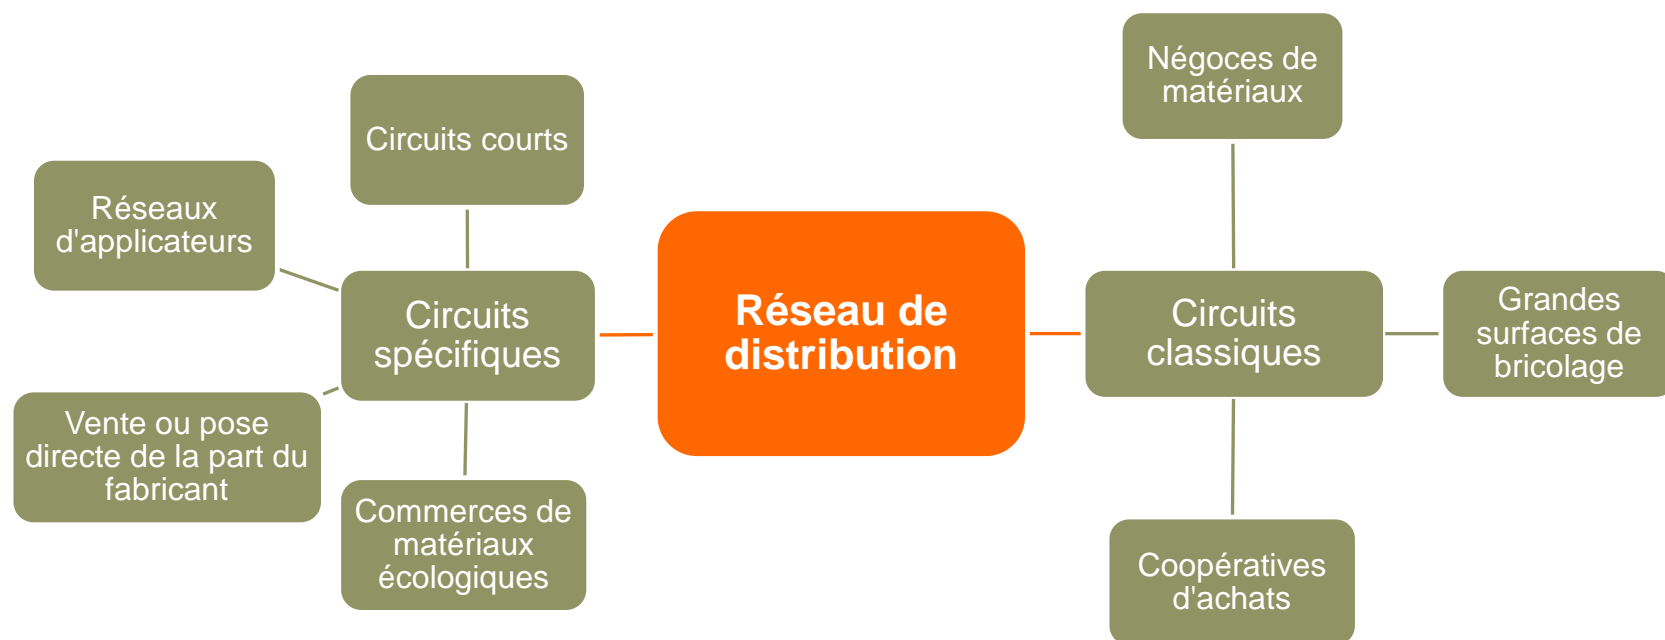 Négoces de
matériaux
Circuits courts
Réseaux
d'applicateurs
Circuits
spécifiques
Réseau de
distribution
Circuits
classiques
Grandes
surfaces de
bricolage
Vente ou pose
directe de la part du
fabricant
Commerces de
matériaux
écologiques
Coopératives
d'achats